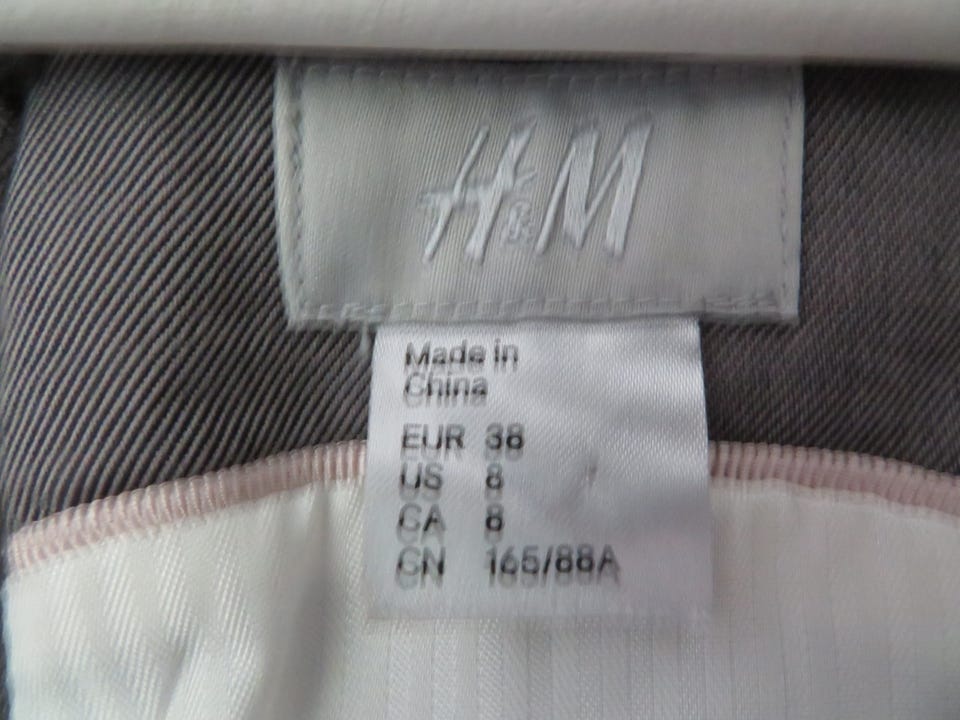 H&M
Made in
China
EUR 38
US 8
CA 8
CN 165/88A